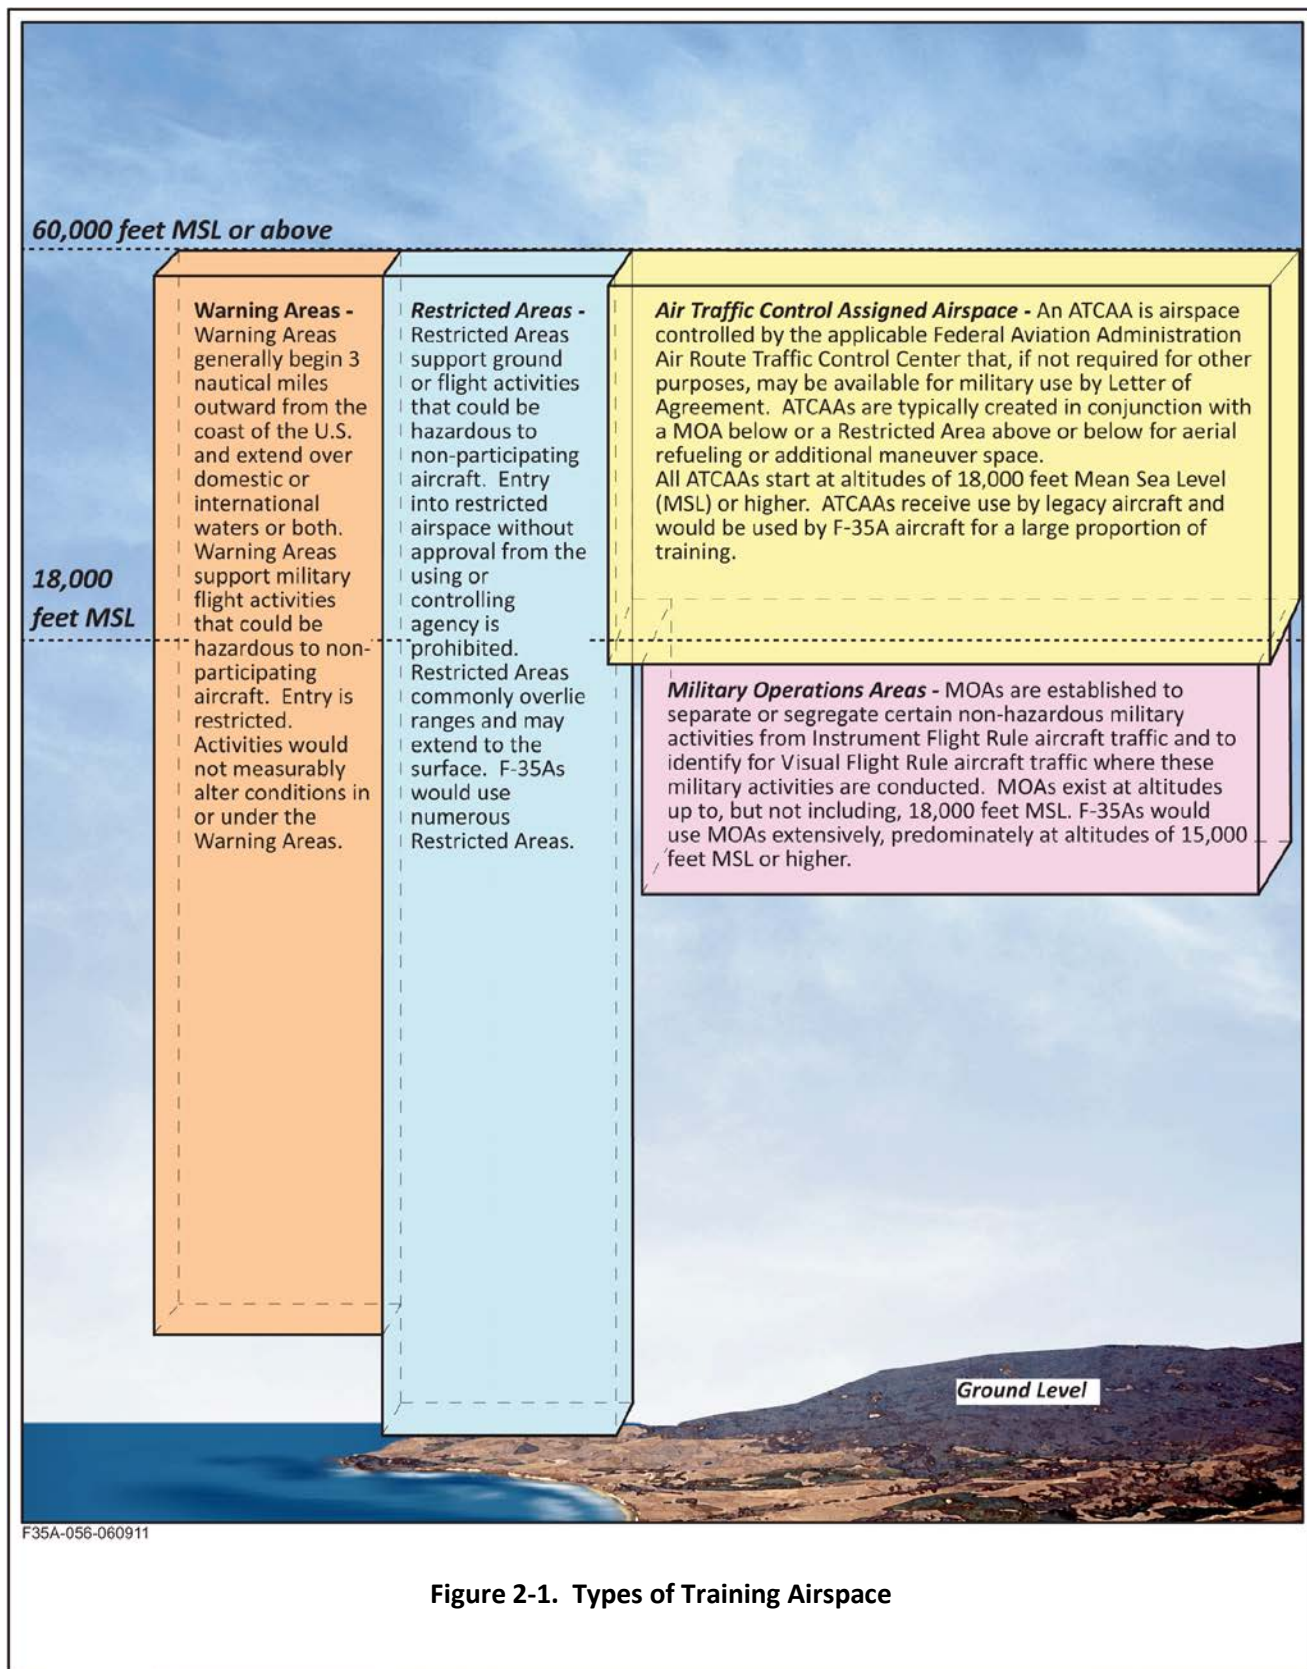 60,000 feet MSL or above
Warning Areas -
Warning Areas
generally begin 3
nautical miles
outward from the
coast of the U.S.
and extend over
domestic or
international
waters or both.
Warning Areas
support military
flight activities
that could be
hazardous to non-
participating
aircraft. Entry is
restricted.
Activities would
not measurably
alter conditions in
or under the
Warning Areas.
Restricted Areas -
Restricted Areas
support ground
or flight activities
that could be
hazardous to
non-participating
aircraft. Entry
into restricted
airspace without
approval from the
using or
controlling
agency is
prohibited.
Restricted Areas
commonly overlie
ranges and may
extend to the
surface. F-35As
would use
numerous
Restricted Areas.
Air Traffic Control Assigned Airspace - An ATCAA is airspace
controlled by the applicable Federal Aviation Administration
Air Route Traffic Control Center that, if not required for other
purposes, may be available for military use by Letter of
Agreement. ATCAAs are typically created in conjunction with
a MOA below or a Restricted Area above or below for aerial
refueling or additional maneuver space.
All ATCAAs start at altitudes of 18,000 feet Mean Sea Level
(MSL) or higher. ATCAAs receive use by legacy aircraft and
would be used by F-35A aircraft for a large proportion of
training.
18,000
feet MSL
Military Operations Areas - MOAs are established to
separate or segregate certain non-hazardous military
activities from Instrument Flight Rule aircraft traffic and to
identify for Visual Flight Rule aircraft traffic where these
military activities are conducted. MOAs exist at altitudes
up to, but not including, 18,000 feet MSL. F-35As would
use MOAs extensively, predominately at altitudes of 15,000
feet MSL or higher.
Ground Level
F35A-056-060911
Figure 2-1. Types of Training Airspace